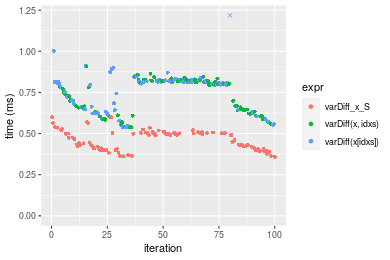 1.25
1.00
0.75
0.50
0.25
0.00
time (ms)
0
25
50
75
100
iteration
expr
varDiff_x_S
varDiff(x, idxs)
varDiff(x[idxs])